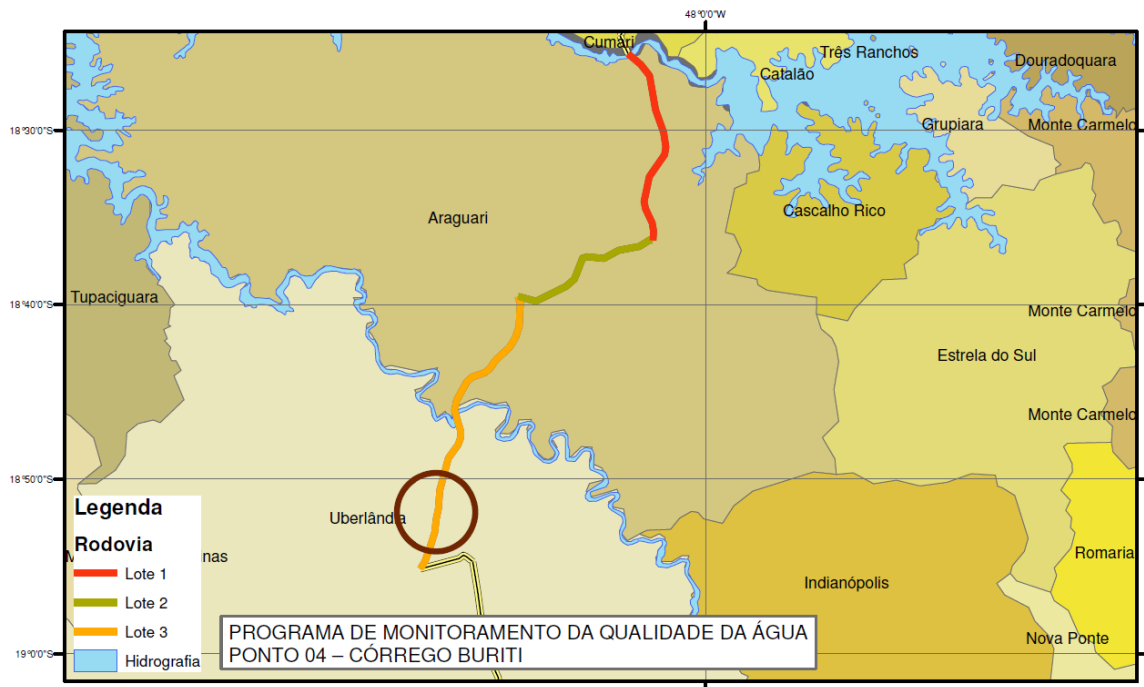 48°0'0"W
Cumari
Três Ranchos
Douradoquara
Catalão
18°30'0"S
Grupiara
Monte Carmelo
Araguari
Cascalho Rico
18°40'0"S
Tupaciguara
Monte Carmelo
Estrela do Sul
Monte Carmelo
18°50'0"S
Legenda
Uberlândia
Rodovia
M
nas
Romaria
Lote 1
Indianópolis
Lote 2
Lote 3
PROGRAMA DE MONITORAMENTO DA QUALIDADE DA ÁGUA
PONTO 04 – CÓRREGO BURITI
Nova Ponte
19°0'0"S
Hidrografia